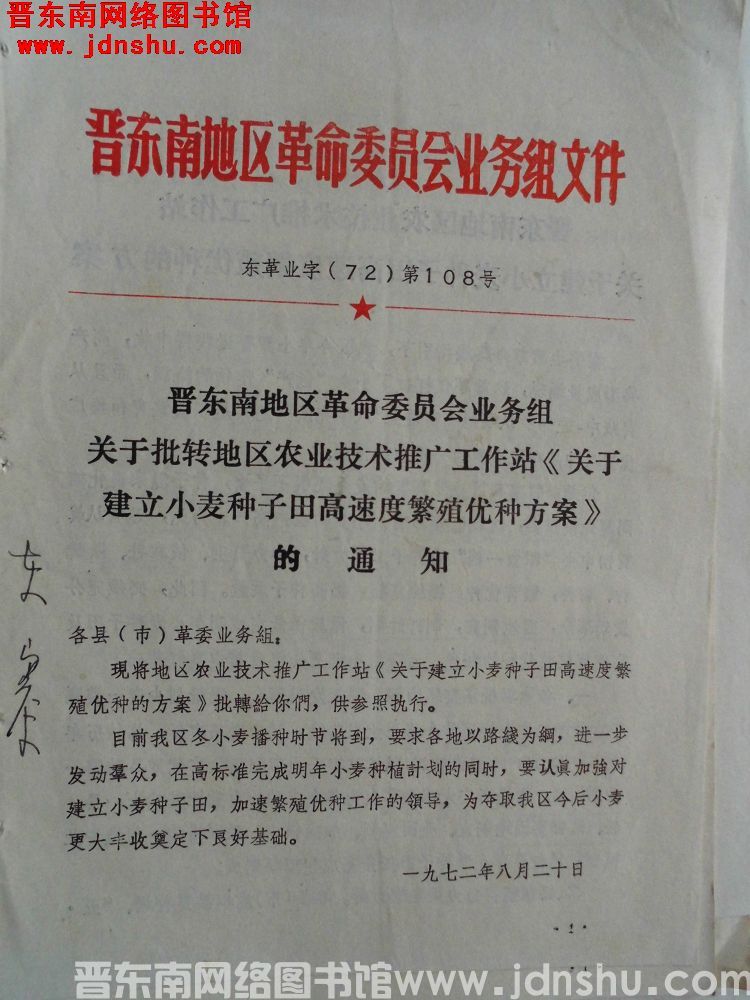 晋东南网络图书馆
www.jdnshu.com
晋东南地区革命委员会业务组文件
东革业字(72)第108号
晋东南地区革命委员会业务组
关于批转地区农业技术推广工作站《关于
建立小麦种子田高速度繁殖优种方案》
的通知
各县(市)革委业务組:
現将地区农业技术推广工作站《关于建立小麦种子田高速度繁
殖优种的方案》批轉給你們,供参照执行。
目前我区冬小麦播种时节将到,要求各地以路綫为綱,进一步
发动羣众,在高标准完成明年小麦种植計划的同时,要认眞加強对
建立小麦种子田,加速繁殖优种工作的领导,为夺取我区今后小麦
更大丰收奠定下良好基础。
一九七二年八月二十日
·1·
晋东南网络图书馆www.jdnshu.com